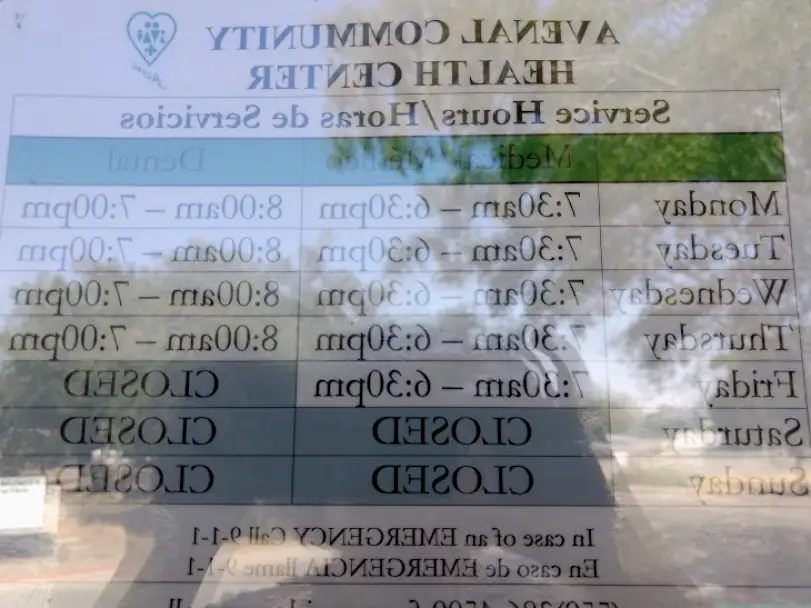 AVENAL COMMUNITY
HEALTH CENTER
Service Hours/Horas de Servicios
Medical/Médico Dental
Monday 7:30am – 6:30pm 8:00am – 7:00pm
Tuesday 7:30am – 6:30pm 8:00am – 7:00pm
Wednesday 7:30am – 6:30pm 8:00am – 7:00pm
Thursday 7:30am – 6:30pm 8:00am – 7:00pm
Friday 7:30am – 6:30pm CLOSED
Saturday CLOSED CLOSED
Sunday CLOSED CLOSED
In case of an EMERGENCY Call 9-1-1
En caso de EMERGENCIA llame 9-1-1